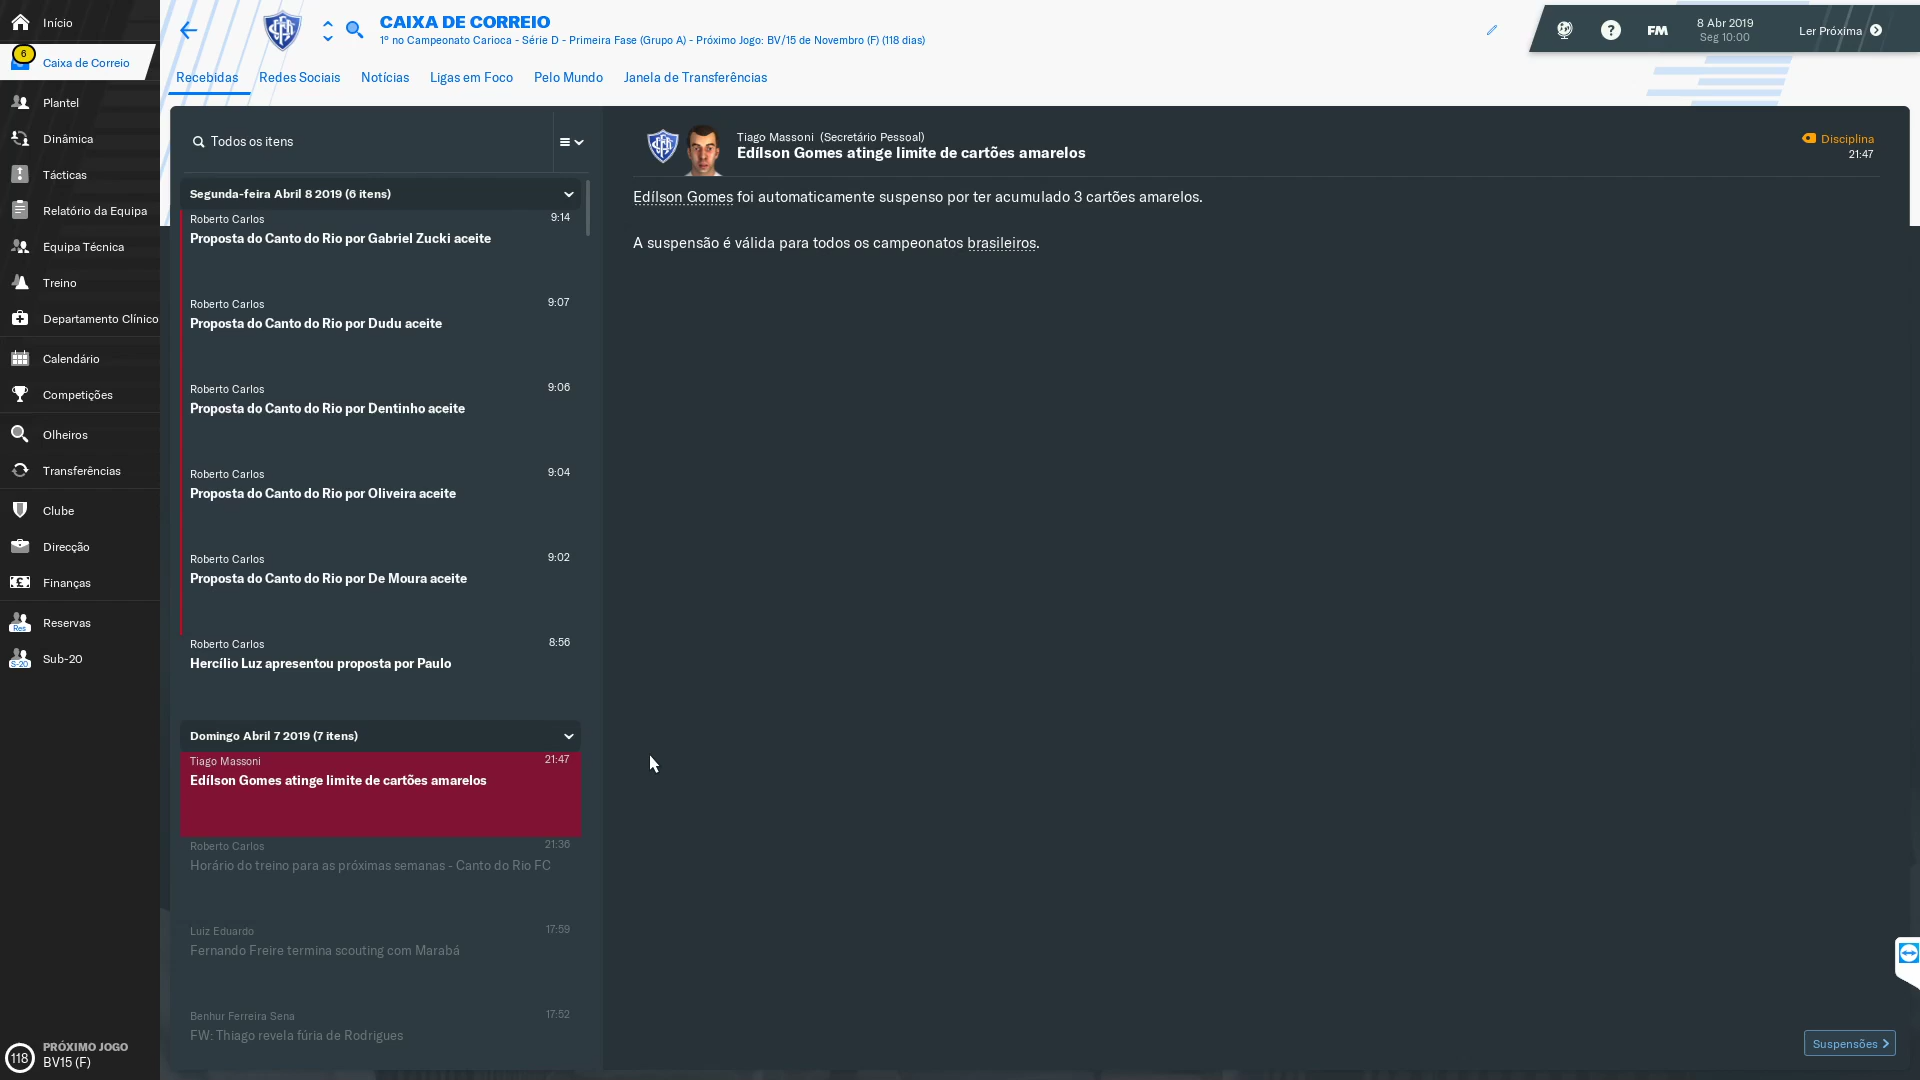 Início
6
Caixa de Correio
Plantel
Dinâmica
Tácticas
Relatório da Equipa
Equipa Técnica
Treino
Departamento Clínico
Calendário
Competições
Olheiros
Transferências
Clube
Direcção
Finanças
Res
Reservas
S-20
Sub-20
118
PRÓXIMO JOGO
BV15 (F)
CAIXA DE CORREIO
1º no Campeonato Carioca - Série D - Primeira Fase (Grupo A) - Próximo Jogo: BV/15 de Novembro (F) (118 dias)
?
FM
8 Abr 2019
Seg 10:00
Ler Próxima
Recebidas
Redes Sociais
Notícias
Ligas em Foco
Pelo Mundo
Janela de Transferências
Todos os itens
Segunda-feira Abril 8 2019 (6 itens)
Roberto Carlos 9:14
Proposta do Canto do Rio por Gabriel Zucki aceite
Roberto Carlos 9:07
Proposta do Canto do Rio por Dudu aceite
Roberto Carlos 9:06
Proposta do Canto do Rio por Dentinho aceite
Roberto Carlos 9:04
Proposta do Canto do Rio por Oliveira aceite
Roberto Carlos 9:02
Proposta do Canto do Rio por De Moura aceite
Roberto Carlos 8:56
Hercílio Luz apresentou proposta por Paulo
Domingo Abril 7 2019 (7 itens)
Tiago Massoni 21:47
Edílson Gomes atinge limite de cartões amarelos
Roberto Carlos 21:36
Horário do treino para as próximas semanas - Canto do Rio FC
Luiz Eduardo 17:59
Fernando Freire termina scouting com Marabá
Benhur Ferreira Sena 17:52
FW: Thiago revela fúria de Rodrigues
Tiago Massoni (Secretário Pessoal)
Edílson Gomes atinge limite de cartões amarelos
Disciplina
21:47
Edílson Gomes foi automaticamente suspenso por ter acumulado 3 cartões amarelos.
A suspensão é válida para todos os campeonatos brasileiros.
Suspensões